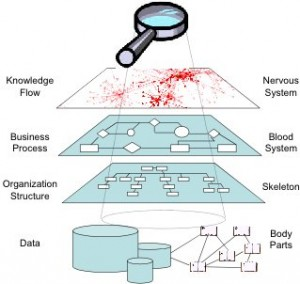 Knowledge
Flow
Nervous
System
Business
Process
Blood
System
Organization
Structure
Skeleton
Data
Body
Parts